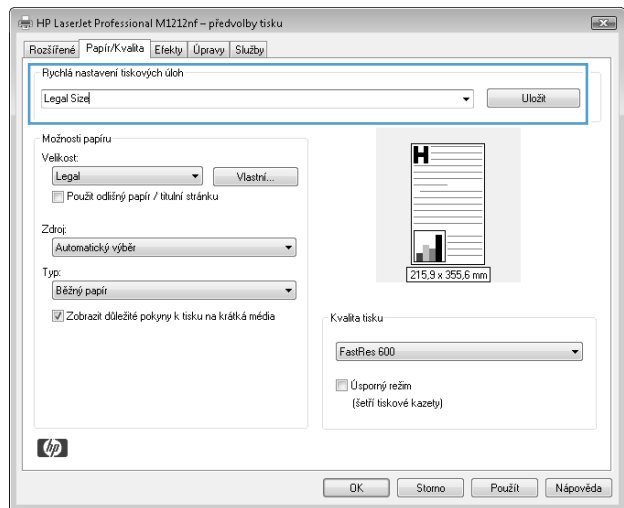 HP LaserJet Professional M1212nf – předvolby tisku
Rozšířené Papír/Kvalita Efekty Úpravy Služby
Rychlá nastavení tiskových úloh
Legal Size Uložit
Možnosti papíru
Velikost:
Legal Vlastní...
Použít odlišný papír / titulní stránku
Zdroj:
Automatický výběr
Typ:
Běžný papír
Zobrazit důležité pokyny k tisku na krátká média
H
215,9 x 355,6 mm
Kvalita tisku
FastRes 600
Úsporný režim
(šetří tiskové kazety)
hp
OK Storno Použít Nápověda